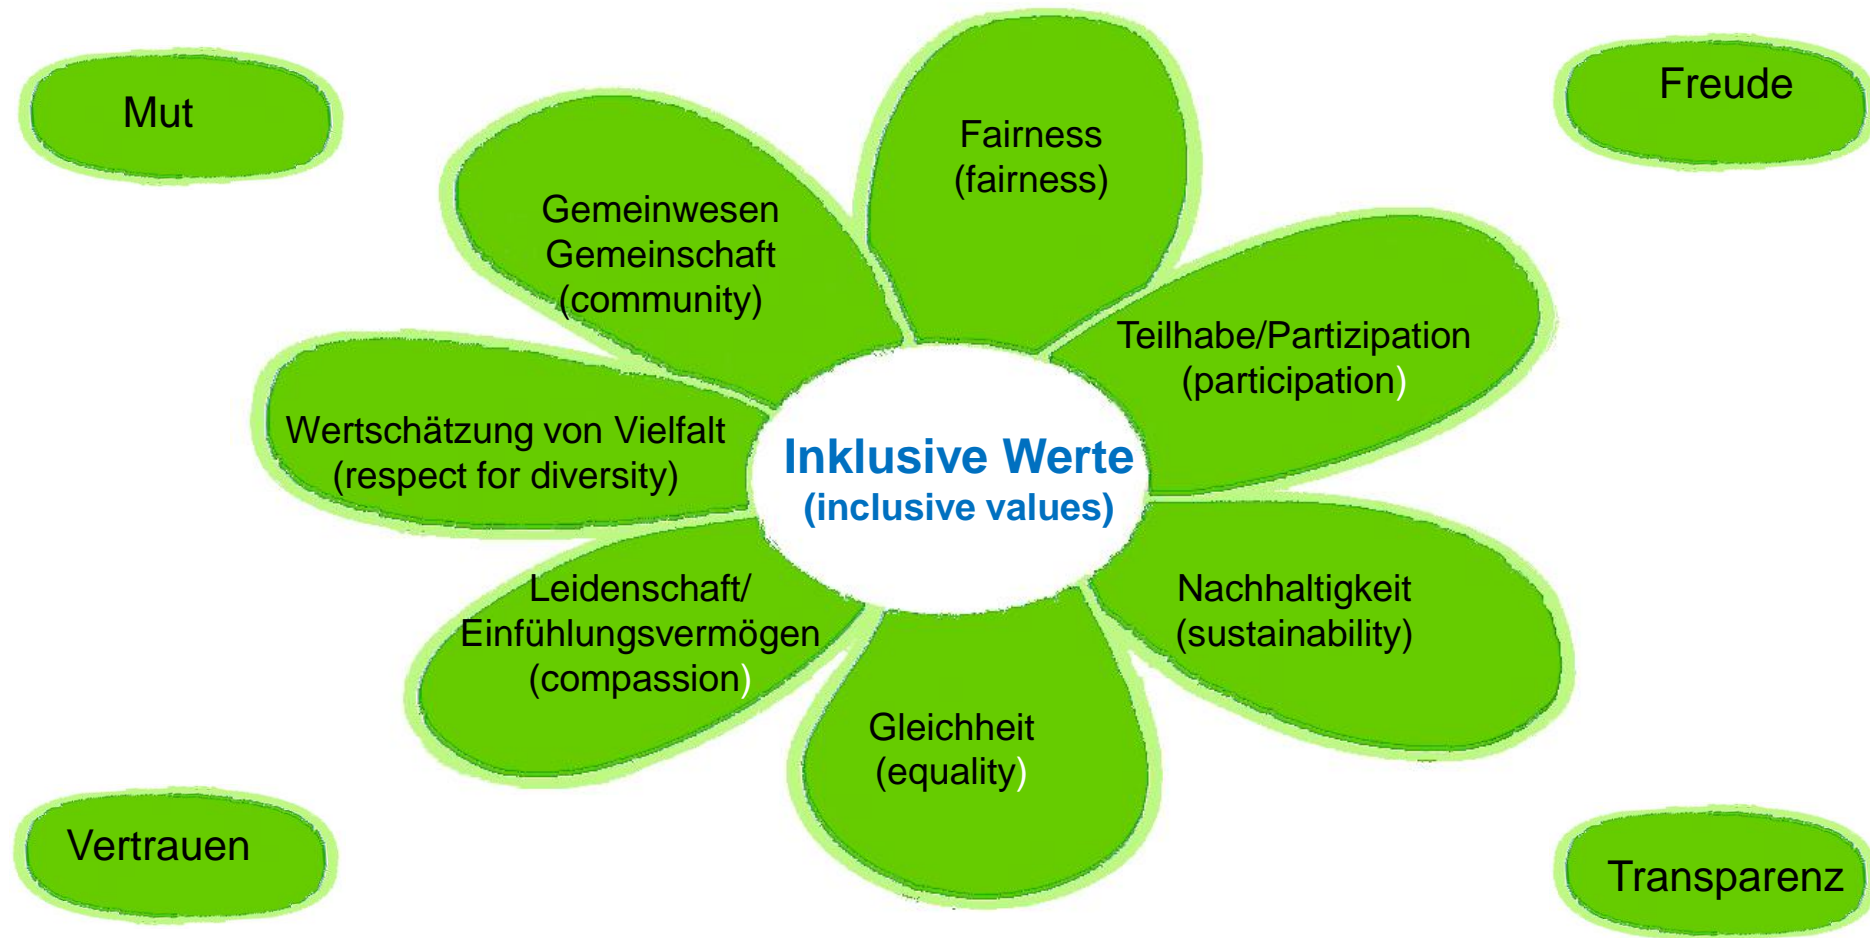 Mut
Freude
Fairness
(fairness)
Gemeinwesen
Gemeinschaft
(community)
Teilhabe/Partizipation
(participation)
Wertschätzung von Vielfalt
(respect for diversity)
Inklusive Werte
(inclusive values)
Leidenschaft/
Einfühlungsvermögen
(compassion)
Nachhaltigkeit
(sustainability)
Gleichheit
(equality)
Vertrauen
Transparenz